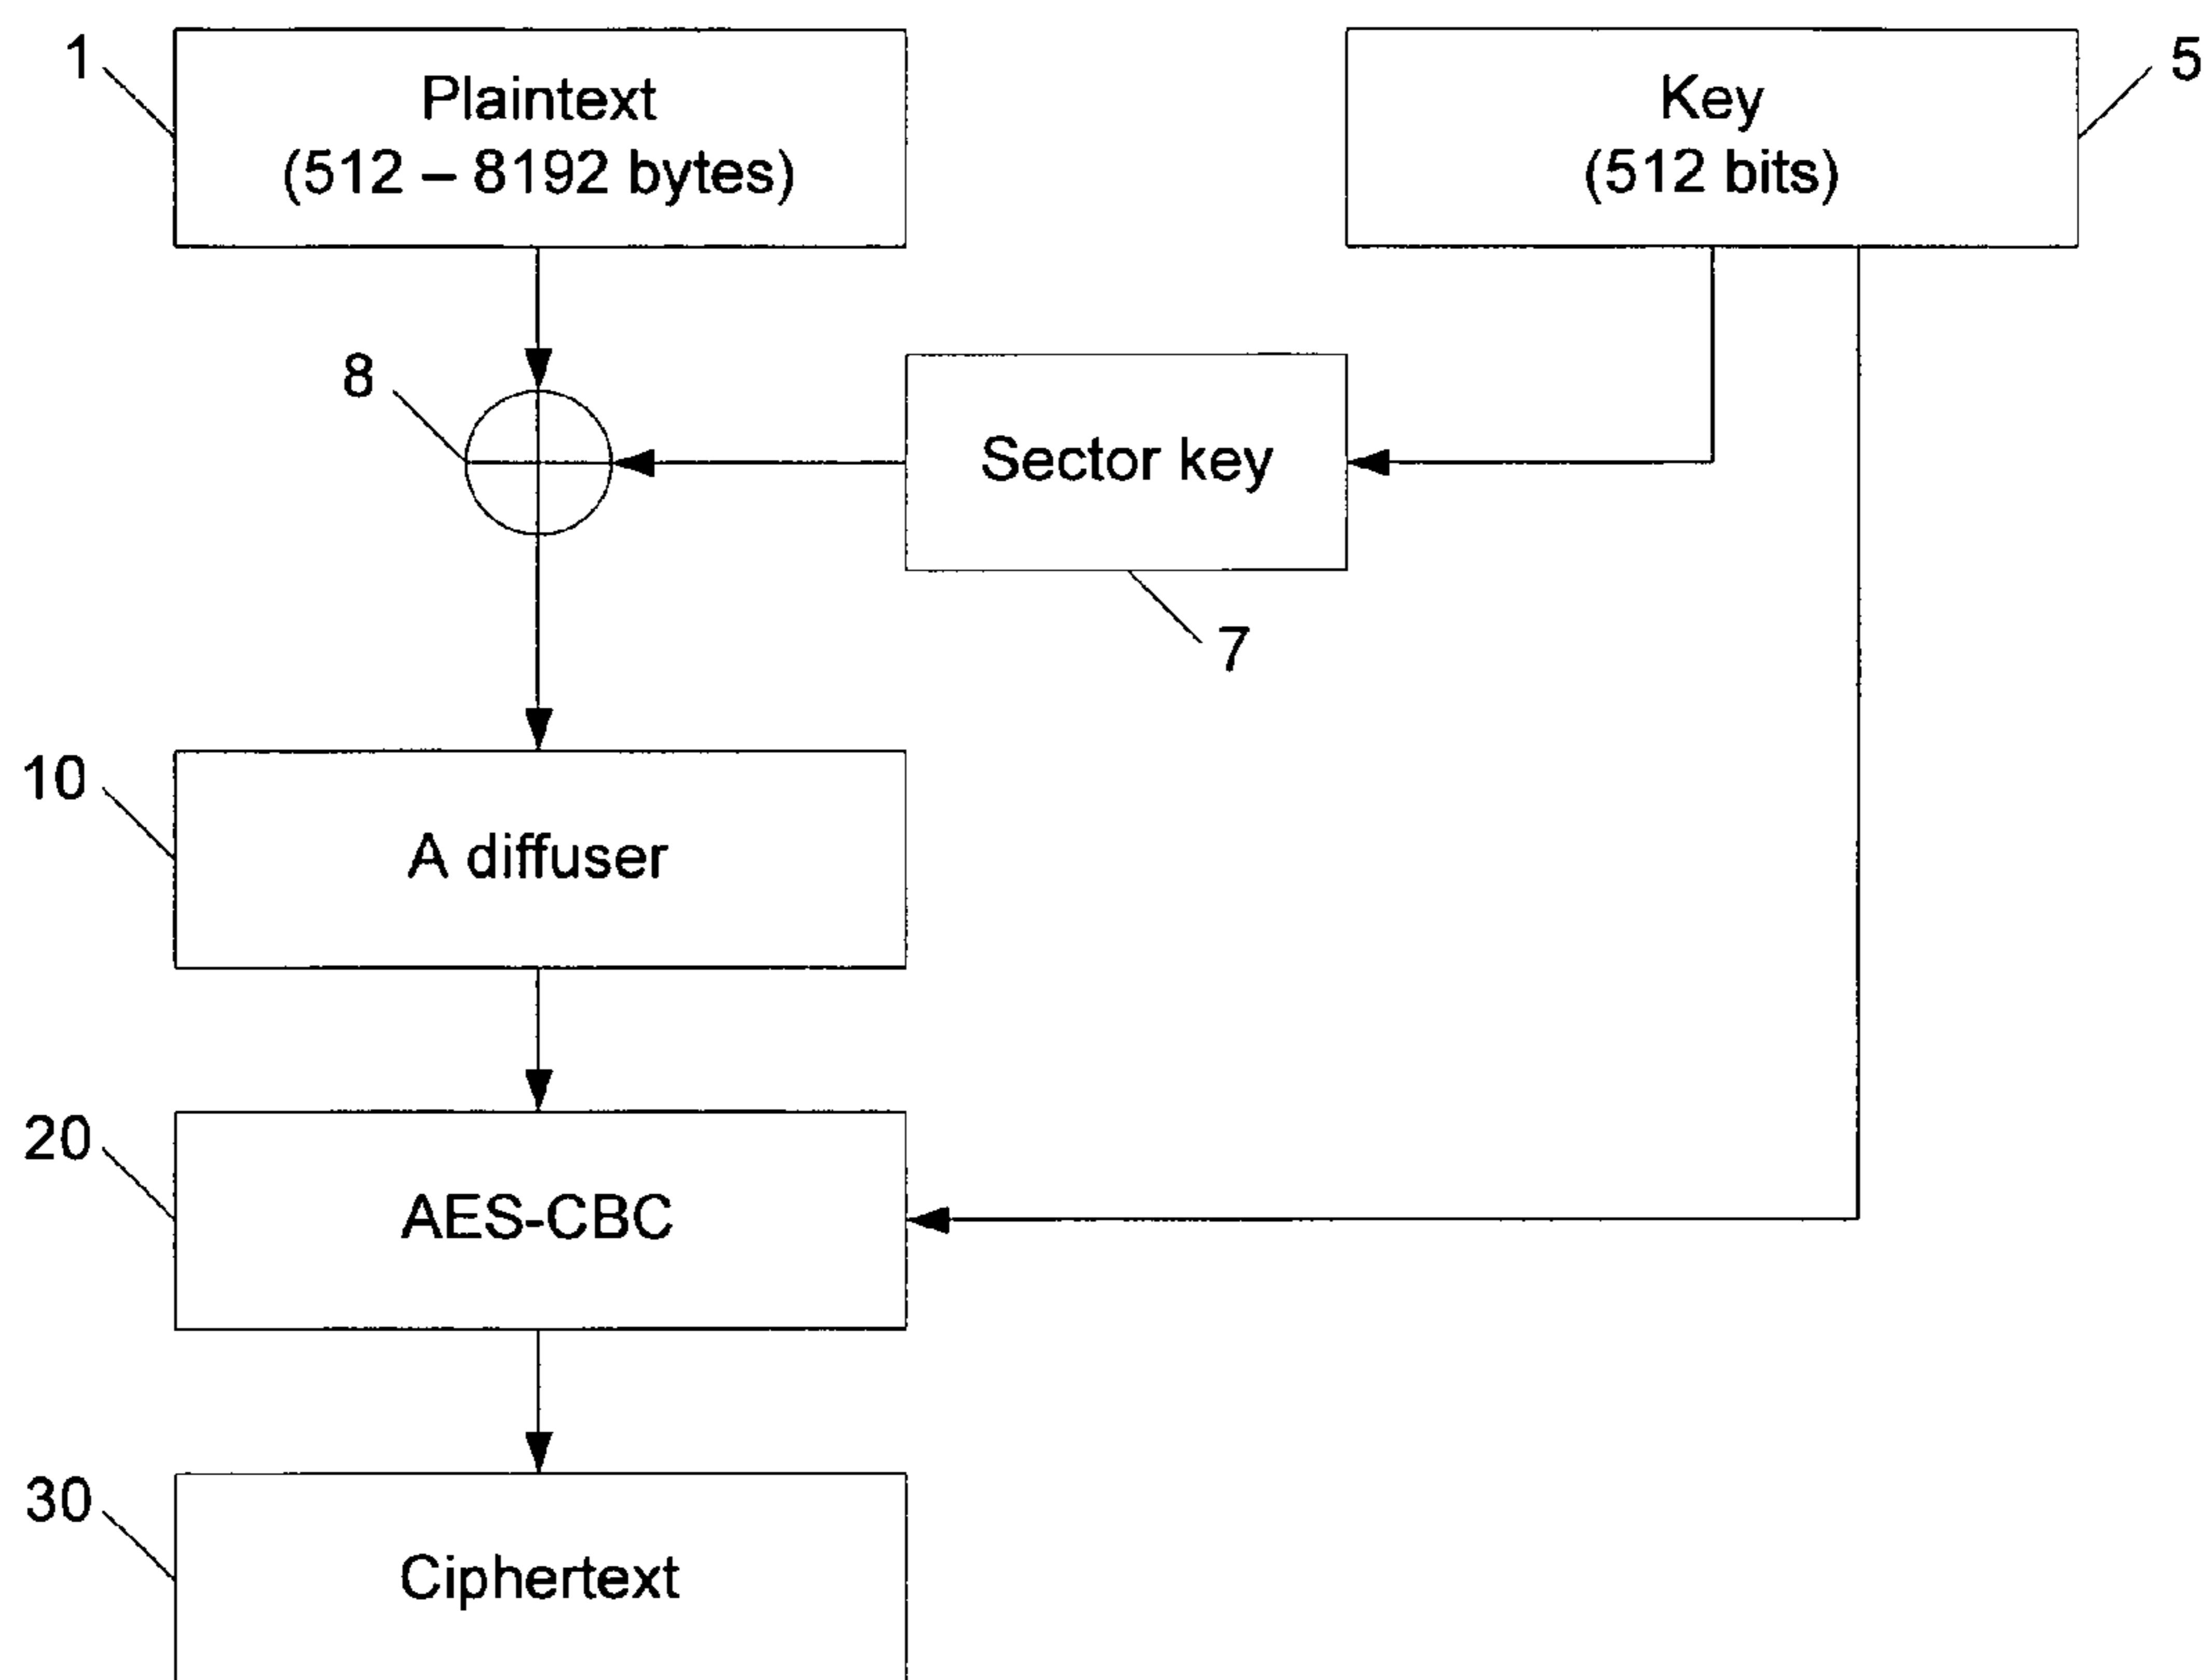 1
Plaintext
(512 – 8192 bytes)
Key
(512 bits)
5
8
Sector key
7
10
A diffuser
20
AES-CBC
30
Ciphertext